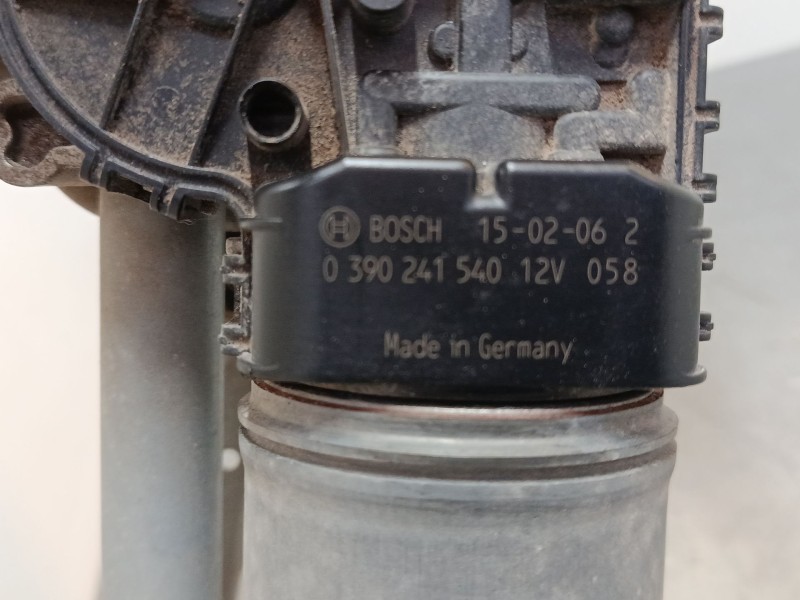 BOSCH 15-02-06 2
0 390 241 540 12V 058
Made in Germany